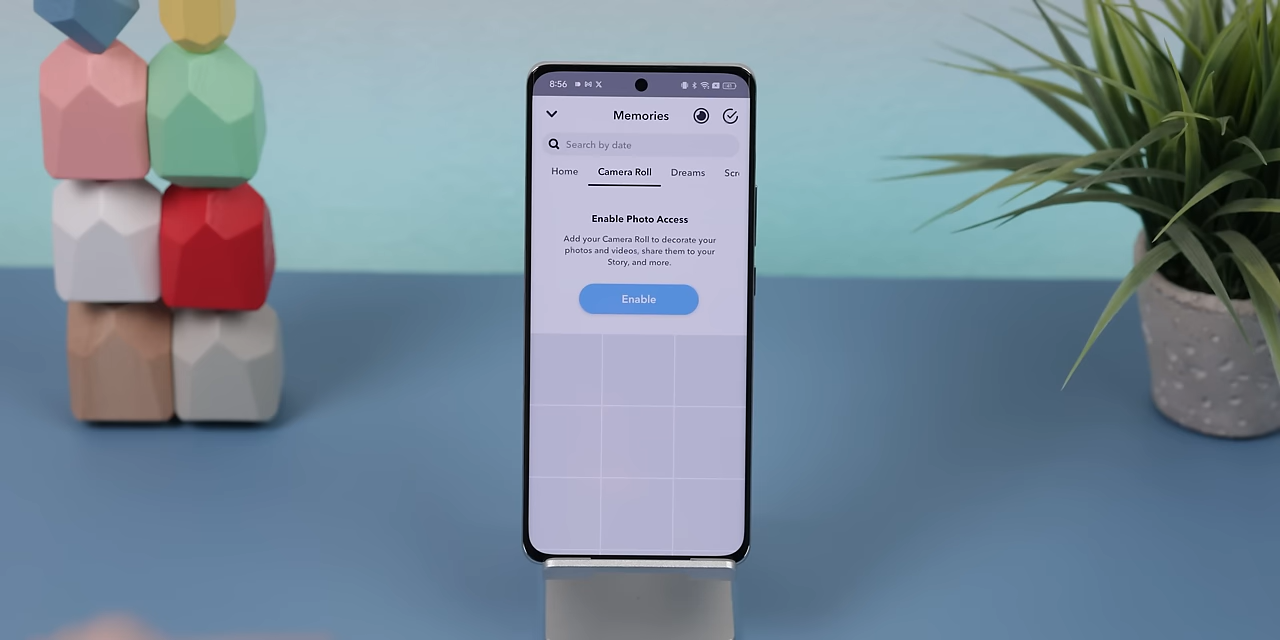 8:56
Memories
Search by date
Home Camera Roll Dreams Scr
Enable Photo Access
Add your Camera Roll to decorate your
photos and videos, share them to your
Story, and more.
Enable